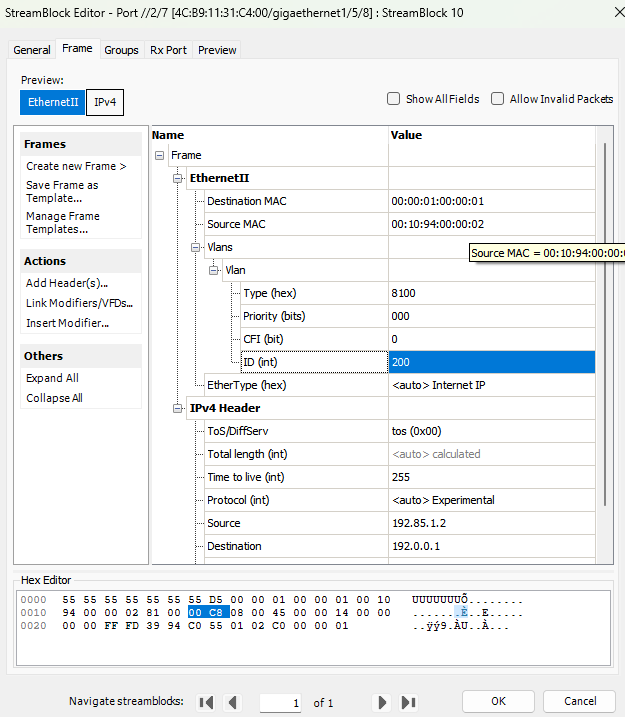 StreamBlock Editor - Port //2/7 [4C:B9:11:31:C4:00/gigaethernet1/5/8] : StreamBlock 10
General Frame Groups Rx Port Preview
Preview:
EthernetII IPv4
Show All Fields Allow Invalid Packets
Frames
Create new Frame >
Save Frame as
Template...
Manage Frame
Templates...
Actions
Add Header(s)...
Link Modifiers/VFDs...
Insert Modifier...
Others
Expand All
Collapse All
Name Value
Frame
EthernetII
Destination MAC 00:00:01:00:00:01
Source MAC 00:10:94:00:00:02
Vlans
Source MAC = 00:10:94:00:00:0
Vlan
Type (hex) 8100
Priority (bits) 000
CFI (bit) 0
ID (int) 200
EtherType (hex) <auto> Internet IP
IPv4 Header
ToS/DiffServ tos (0x00)
Total length (int) <auto> calculated
Time to live (int) 255
Protocol (int) <auto> Experimental
Source 192.85.1.2
Destination 192.0.0.1
Hex Editor
0000 55 55 55 55 55 55 55 D5 00 00 01 00 00 01 00 10 UUUUUUUÕ........
0010 94 00 00 02 81 00 00 C8 08 00 45 00 00 14 00 00 .......È..E.....
0020 00 00 FF FD 39 94 C0 55 01 02 C0 00 00 01 ..ÿý9.ÀU..À...
Navigate streamblocks: 1 of 1 OK Cancel